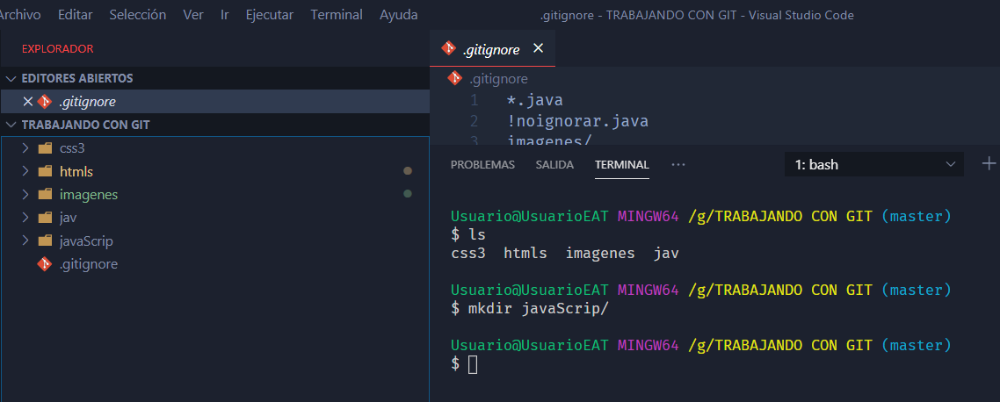 Archivo Editar Selección Ver Ir Ejecutar Terminal Ayuda .gitignore - TRABAJANDO CON GIT - Visual Studio Code
EXPLORADOR
EDITORES ABIERTOS
.gitignore
TRABAJANDO CON GIT
css3
htmls
imagenes
jav
javaScrip
.gitignore
.gitignore
.gitignore
1 *.java
2 !noignorar.java
3 imagenes/
PROBLEMAS SALIDA TERMINAL ... 1: bash
Usuario@UsuarioEAT MINGW64 /g/TRABAJANDO CON GIT (master)
$ ls
css3 htmls imagenes jav
Usuario@UsuarioEAT MINGW64 /g/TRABAJANDO CON GIT (master)
$ mkdir javaScrip/
Usuario@UsuarioEAT MINGW64 /g/TRABAJANDO CON GIT (master)
$